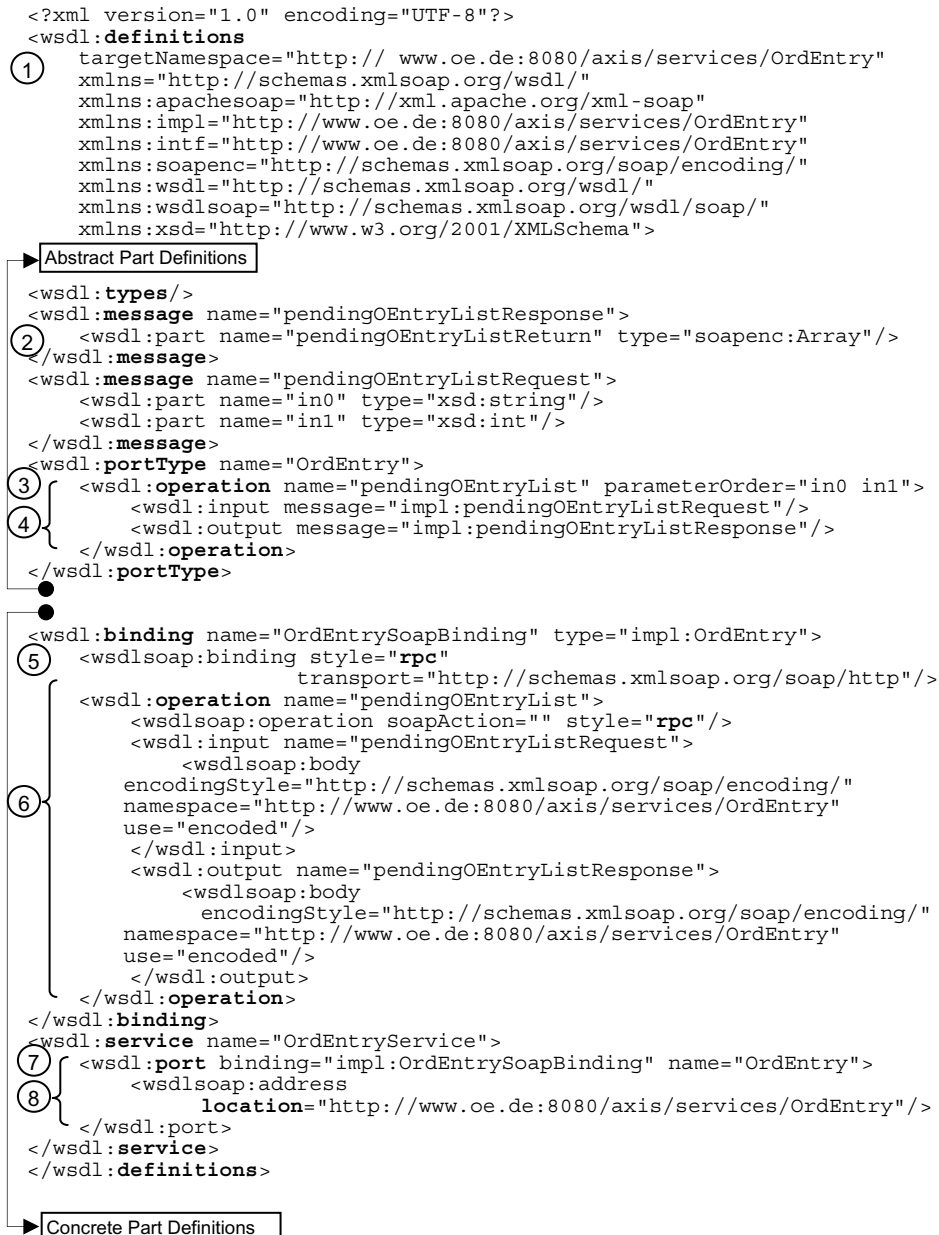 <?xml version="1.0" encoding="UTF-8"?>
<wsdl:definitions
1
targetNamespace="http:// www.oe.de:8080/axis/services/OrdEntry"
xmlns="http://schemas.xmlsoap.org/wsdl/"
xmlns:apachesoap="http://xml.apache.org/xml-soap"
xmlns:impl="http://www.oe.de:8080/axis/services/OrdEntry"
xmlns:intf="http://www.oe.de:8080/axis/services/OrdEntry"
xmlns:soapenc="http://schemas.xmlsoap.org/soap/encoding/"
xmlns:wsdl="http://schemas.xmlsoap.org/wsdl/"
xmlns:wsdlsoap="http://schemas.xmlsoap.org/wsdl/soap/"
xmlns:xsd="http://www.w3.org/2001/XMLSchema">
Abstract Part Definitions
<wsdl:types/>
<wsdl:message name="pendingOEntryListResponse">
2
<wsdl:part name="pendingOEntryListReturn" type="soapenc:Array"/>
</wsdl:message>
<wsdl:message name="pendingOEntryListRequest">
<wsdl:part name="in0" type="xsd:string"/>
<wsdl:part name="in1" type="xsd:int"/>
</wsdl:message>
<wsdl:portType name="OrdEntry">
3
<wsdl:operation name="pendingOEntryList" parameterOrder="in0 in1">
<wsdl:input message="impl:pendingOEntryListRequest"/>
4
<wsdl:output message="impl:pendingOEntryListResponse"/>
</wsdl:operation>
</wsdl:portType>
<wsdl:binding name="OrdEntrySoapBinding" type="impl:OrdEntry">
5
<wsdlsoap:binding style="rpc"
transport="http://schemas.xmlsoap.org/soap/http"/>
<wsdl:operation name="pendingOEntryList">
<wsdlsoap:operation soapAction="" style="rpc"/>
<wsdl:input name="pendingOEntryListRequest">
<wsdlsoap:body
encodingStyle="http://schemas.xmlsoap.org/soap/encoding/"
6
namespace="http://www.oe.de:8080/axis/services/OrdEntry"
use="encoded"/>
</wsdl:input>
<wsdl:output name="pendingOEntryListResponse">
<wsdlsoap:body
encodingStyle="http://schemas.xmlsoap.org/soap/encoding/"
namespace="http://www.oe.de:8080/axis/services/OrdEntry"
use="encoded"/>
</wsdl:output>
</wsdl:operation>
</wsdl:binding>
<wsdl:service name="OrdEntryService">
7
<wsdl:port binding="impl:OrdEntrySoapBinding" name="OrdEntry">
8
<wsdlsoap:address
location="http://www.oe.de:8080/axis/services/OrdEntry"/>
</wsdl:port>
</wsdl:service>
</wsdl:definitions>
Concrete Part Definitions